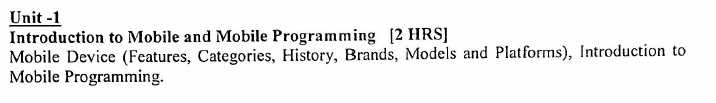 Unit -1
Introduction to Mobile and Mobile Programming [2 HRS]
Mobile Device (Features, Categories, History, Brands, Models and Platforms), Introduction to
Mobile Programming.